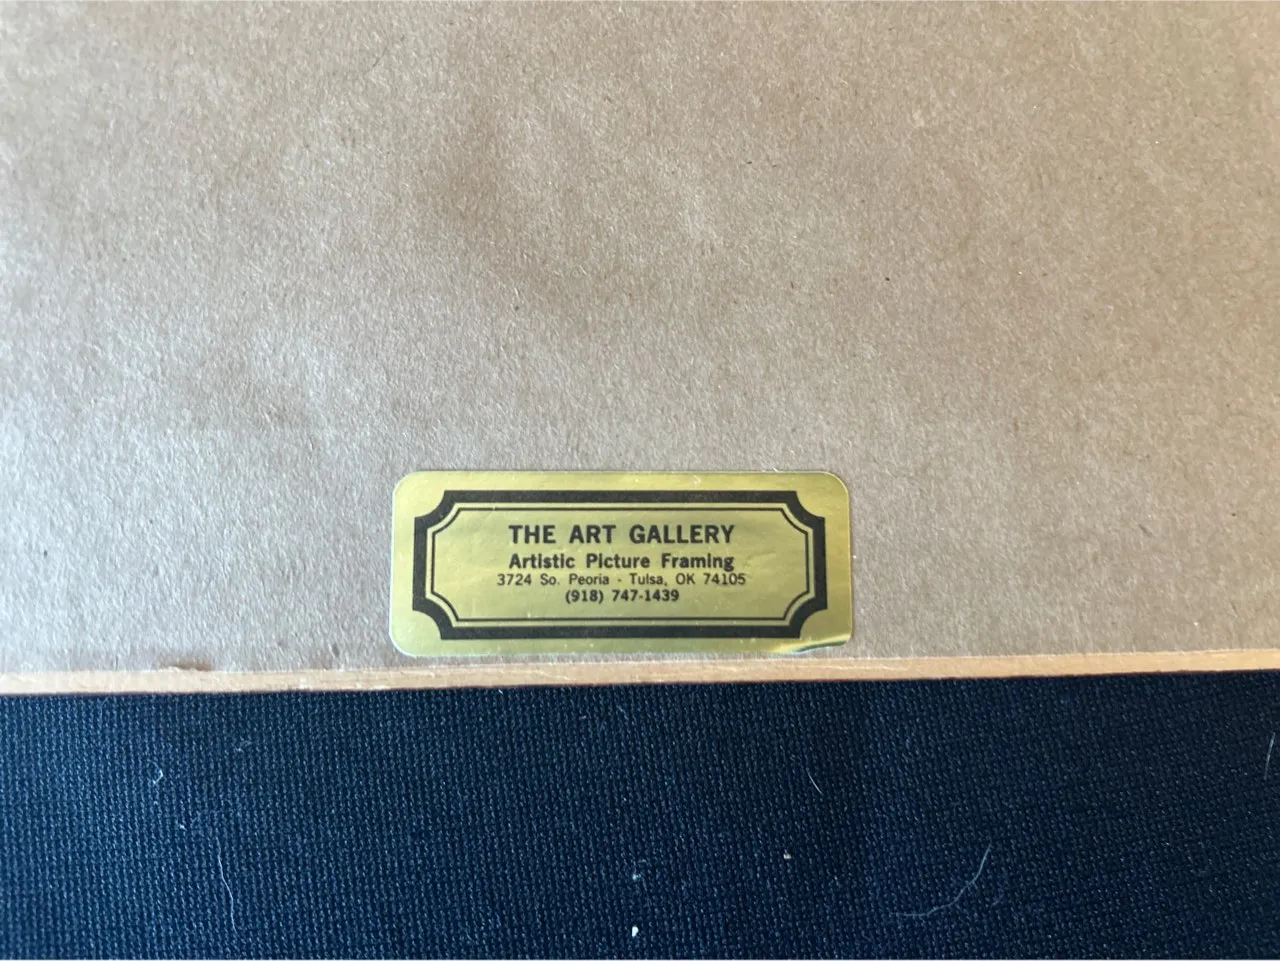 THE ART GALLERY
Artistic Picture Framing
3724 So. Peoria - Tulsa, OK 74105
(918) 747-1439